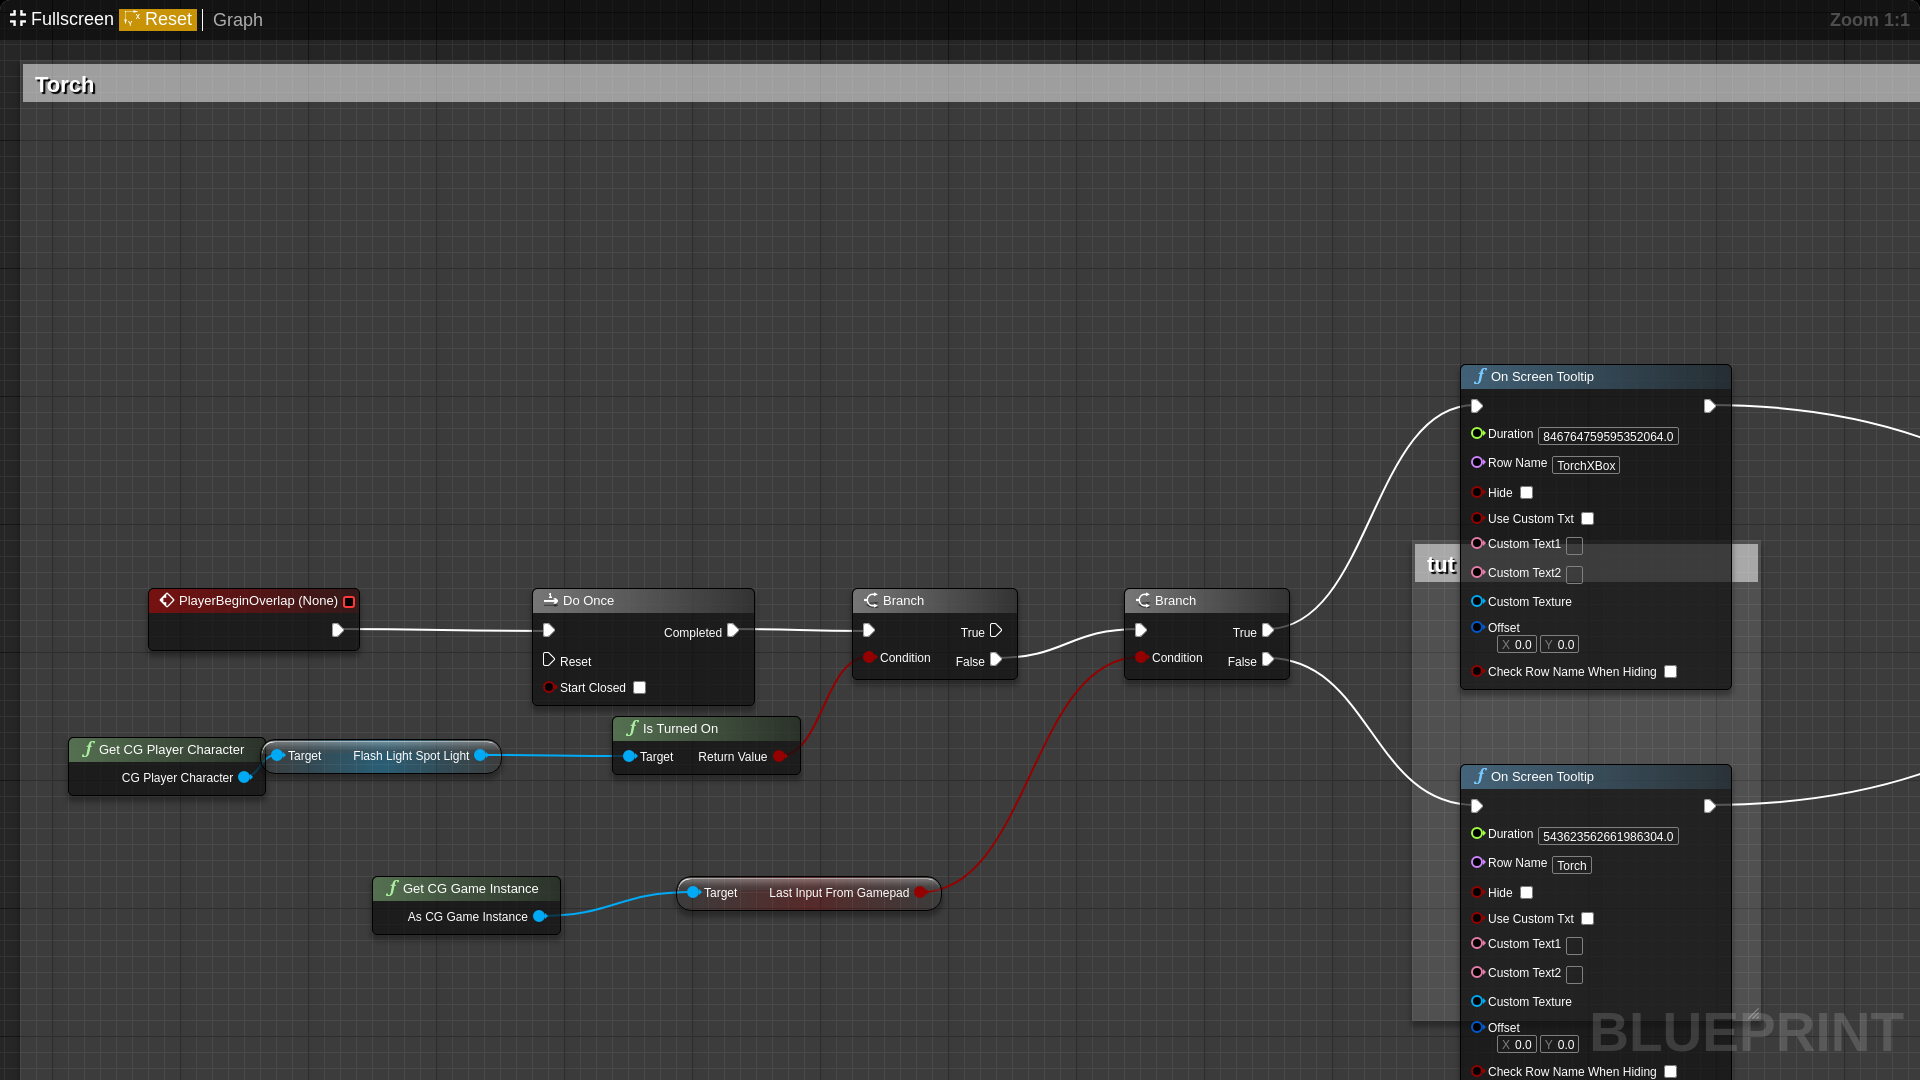 Fullscreen Reset Graph Zoom 1:1
Torch
On Screen Tooltip
Duration 846764759595352064.0
Row Name TorchXBox
Hide
Use Custom Txt
Custom Text1
tut
Custom Text2
Custom Texture
Offset
X 0.0 Y 0.0
Check Row Name When Hiding
PlayerBeginOverlap (None)
Do Once
Completed
Reset
Start Closed
Branch
True
Condition
False
Branch
True
Condition
False
Is Turned On
Target Return Value
Get CG Player Character
CG Player Character
Target Flash Light Spot Light
Get CG Game Instance
As CG Game Instance
Target Last Input From Gamepad
On Screen Tooltip
Duration 543623562661986304.0
Row Name Torch
Hide
Use Custom Txt
Custom Text1
Custom Text2
Custom Texture
Offset
X 0.0 Y 0.0
Check Row Name When Hiding
BLUEPRINT